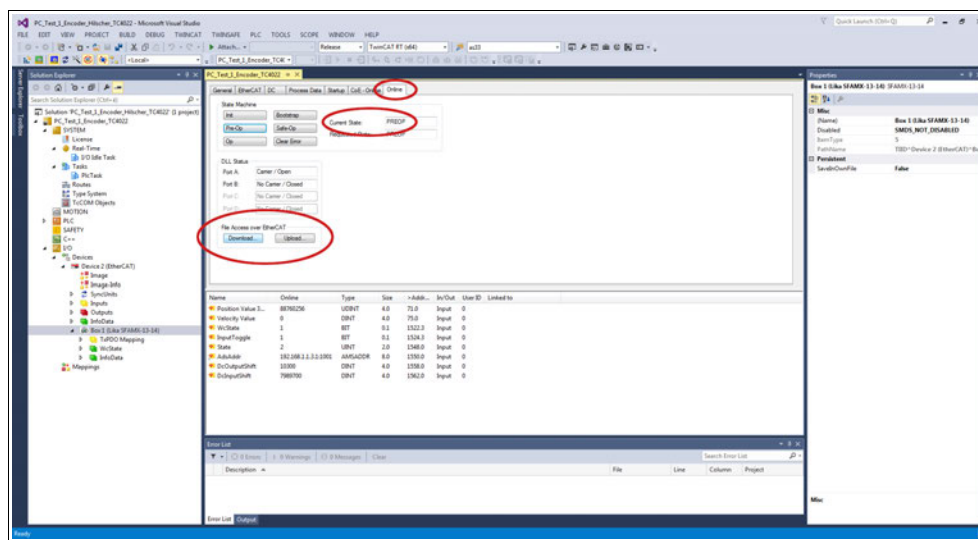 PC_Test_1_Encoder_Hilscher_TC4022 - Microsoft Visual Studio
Quick Launch (Ctrl+Q)
FILE EDIT VIEW PROJECT BUILD DEBUG TWINCAT TWINSAFE PLC TOOLS SCOPE WINDOW HELP
Attach... Release TwinCAT RT (x64)
<Local> PC_Test_1_Encoder_TC4
Server Explorer
Toolbox
Solution Explorer
Search Solution Explorer (Ctrl+ö)
Solution 'PC_Test_1_Encoder_Hilscher_TC4022' (1 project)
PC_Test_1_Encoder_TC4022
SYSTEM
License
Real-Time
I/O Idle Task
Tasks
PlcTask
Routes
Type System
TcCOM Objects
MOTION
PLC
SAFETY
C++
I/O
Devices
Device 2 (EtherCAT)
Image
Image-Info
SyncUnits
Inputs
Outputs
InfoData
Box 1 (Lika SFAMX-13-14)
TxPDO Mapping
WcState
InfoData
Mappings
PC_Test_1_Encoder_TC4022
General EtherCAT DC Process Data Startup CoE - Online Online
State Machine
Init Bootstrap
Pre-Op Safe-Op
Op Clear Error
Current State: PREOP
DLL Status
Port A: Carrier / Open
Port B: No Carrier / Closed
Port C: No Carrier / Closed
No Carrier / Closed
File Access over EtherCAT
Download... Upload...
Name Online Type Size >Addr... In/Out User ID Linked to
Position Value 3... 88760256 UDINT 4.0 71.0 Input 0
Velocity Value 0 DINT 4.0 75.0 Input 0
WcState 1 BIT 0.1 1522.3 Input 0
InputToggle 1 BIT 0.1 1524.3 Input 0
State 2 UINT 2.0 1548.0 Input 0
AdsAddr 192.168.1.1.3.1:1001 AMSADDR 8.0 1550.0 Input 0
DcOutputShift 10300 DINT 4.0 1558.0 Input 0
DcInputShift 7989700 DINT 4.0 1562.0 Input 0
Error List
0 Errors 0 Warnings 0 Messages Clear
Search Error List
Description File Line Column Project
Error List Output
Properties
Box 1 (Lika SFAMX-13-14) SFAMX-13-14
Misc
(Name) Box 1 (Lika SFAMX-13-14)
Disabled SMDS_NOT_DISABLED
ItemType 5
PathName TIID^Device 2 (EtherCAT)^B
Persistent
SaveInOwnFile False
Misc
Ready